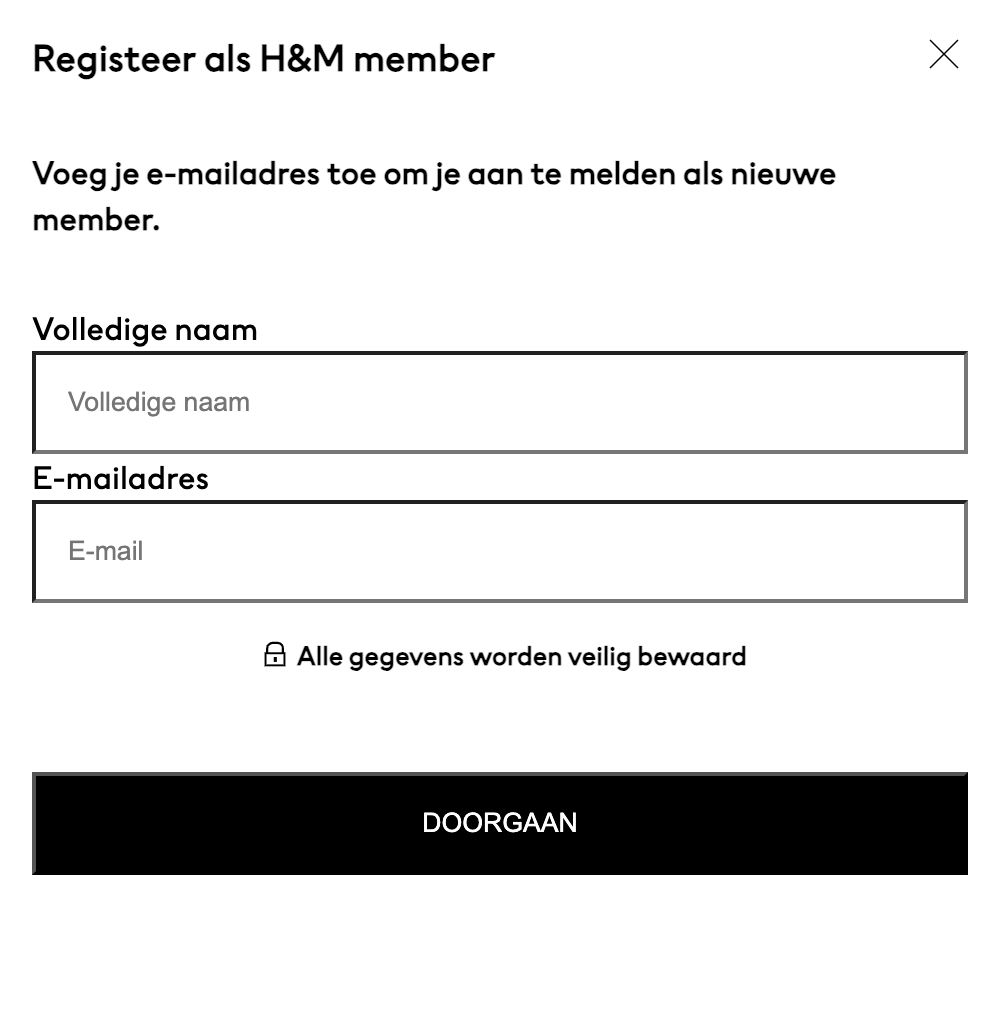 Registeer als H&M member
Voeg je e-mailadres toe om je aan te melden als nieuwe
member.
Volledige naam
Volledige naam
E-mailadres
E-mail
Alle gegevens worden veilig bewaard
DOORGAAN